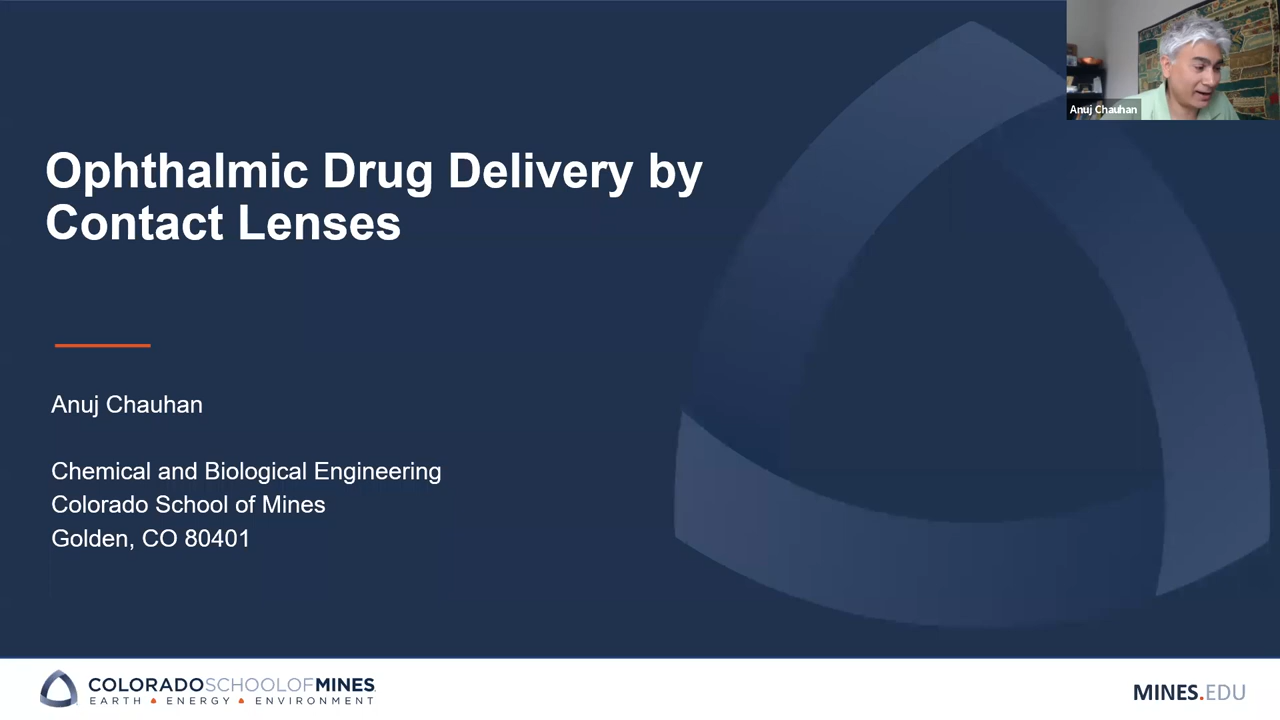 Anuj Chauhan
Ophthalmic Drug Delivery by
Contact Lenses
Anuj Chauhan
Chemical and Biological Engineering
Colorado School of Mines
Golden, CO 80401
COLORADOSCHOOLOFMINES
EARTH • ENERGY • ENVIRONMENT
MINES.EDU